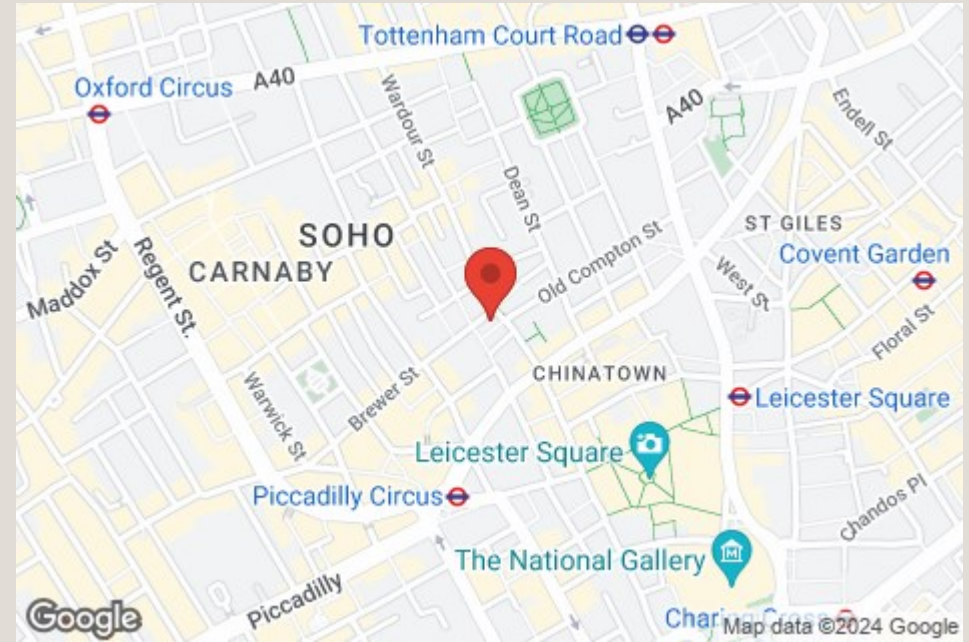 Tottenham Court Road
Oxford Circus
A40
Wardour St
A40
Endell St
Dean St
SOHO
ST GILES
CARNABY
Old Compton St
Covent Garden
Maddox St
Regent St.
West St
Floral St
CHINATOWN
Warwick St
Brewer St
Leicester Square
Leicester Square
Piccadilly Circus
Chandos Pl
The National Gallery
Piccadilly
Google
Charing Cross
Map data ©2024 Google